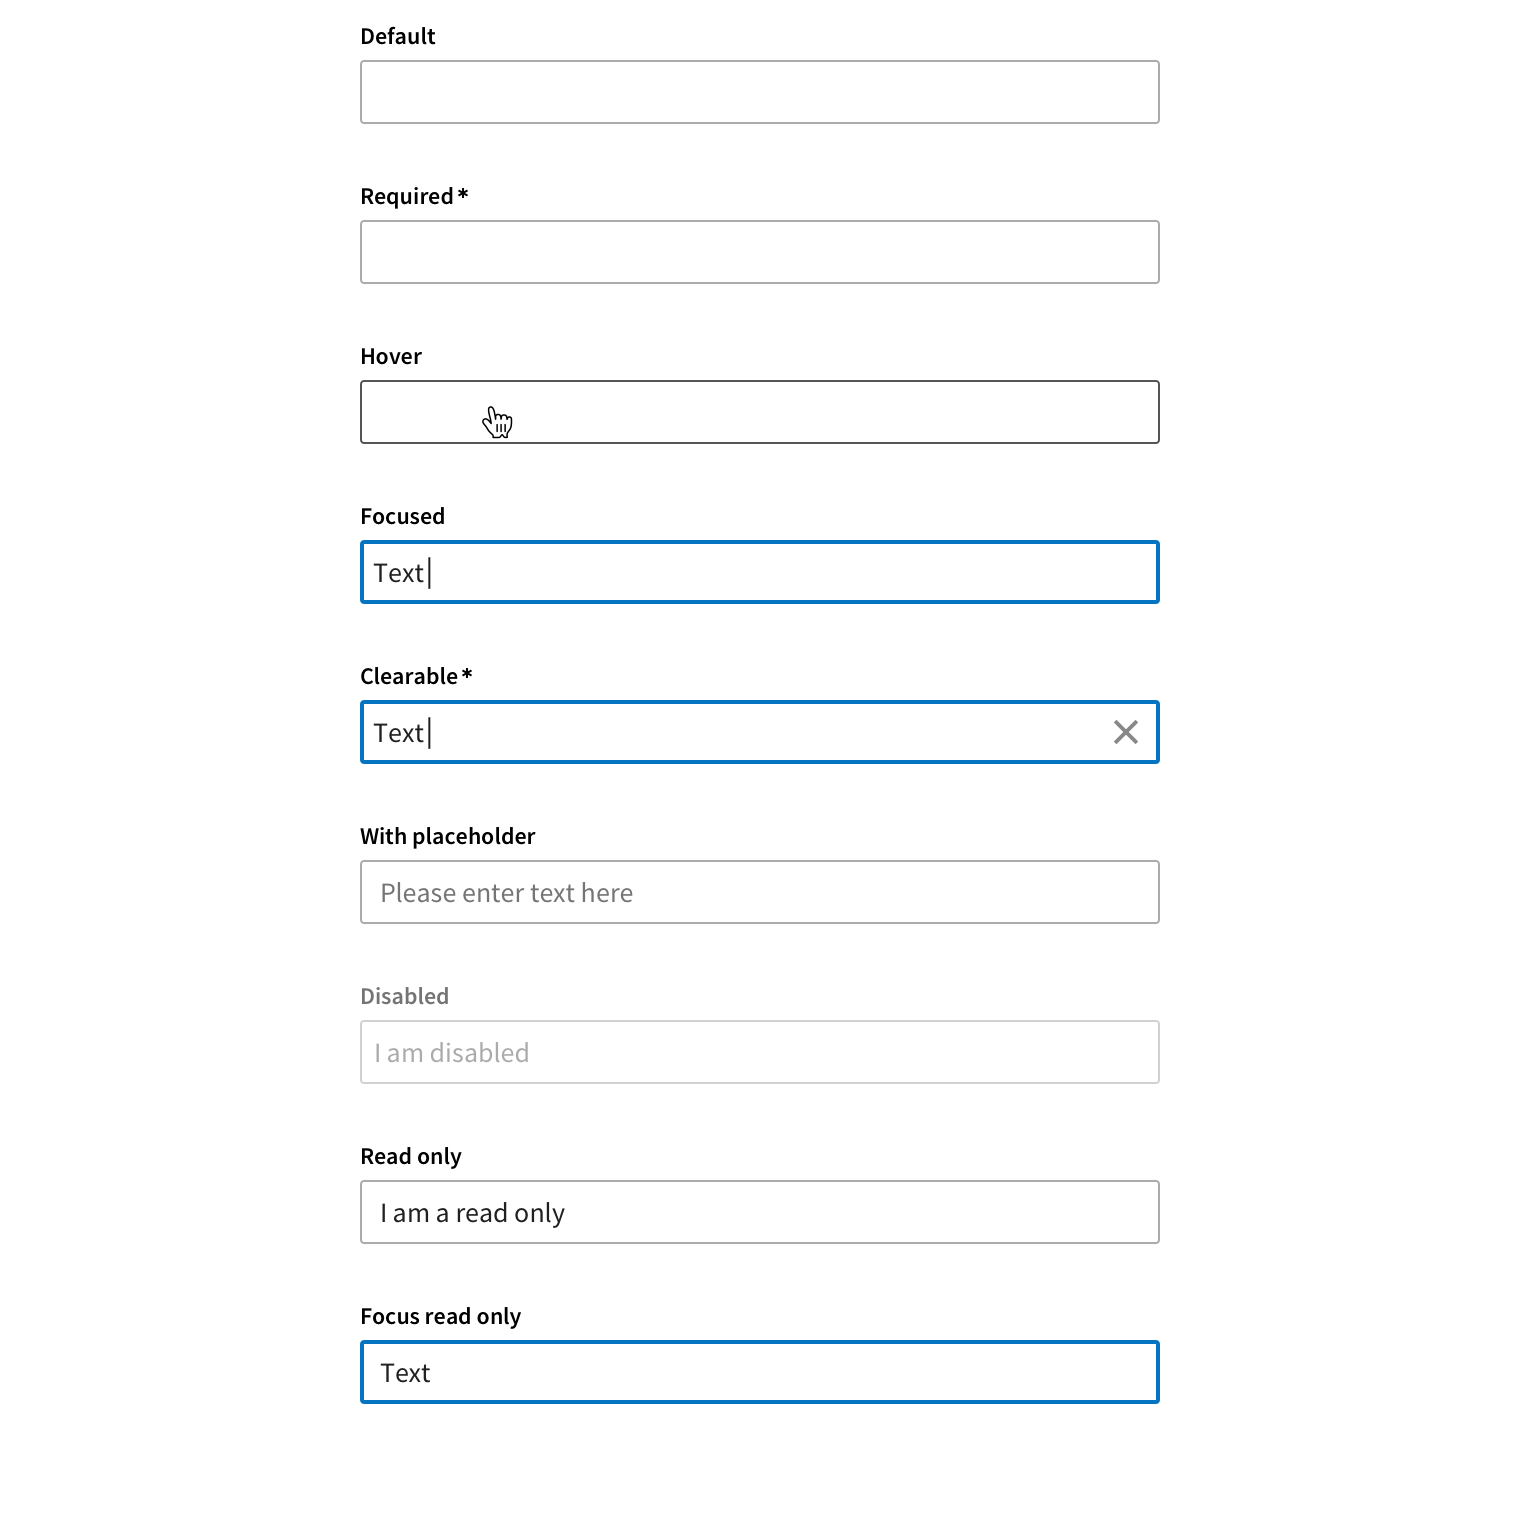 Default
Required*
Hover
Focused
Text
Clearable*
Text
With placeholder
Please enter text here
Disabled
I am disabled
Read only
I am a read only
Focus read only
Text